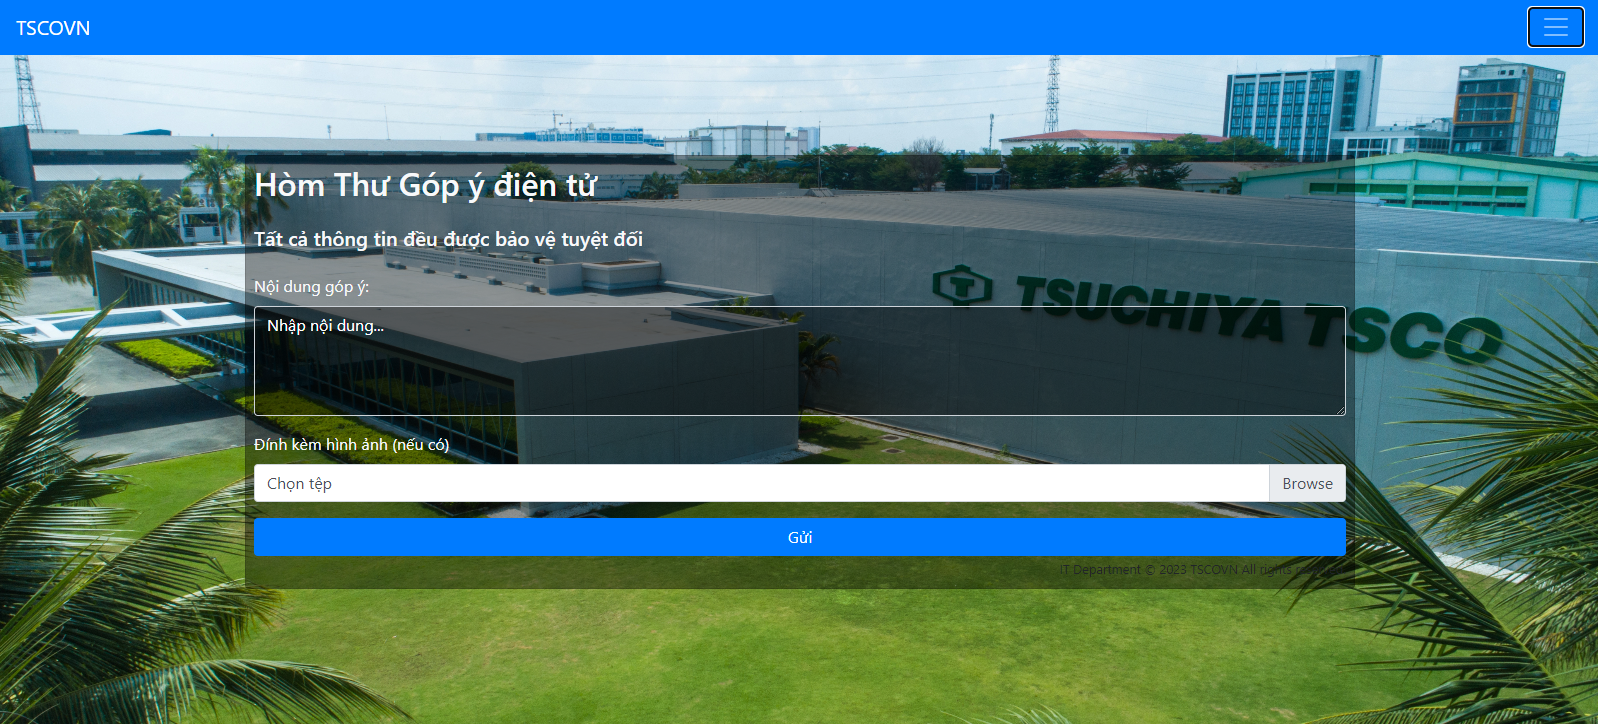 TSCOVN
Hòm Thư Góp ý điện tử
Tất cả thông tin đều được bảo vệ tuyệt đối
TSUCHIYA TSCO
Nội dung góp ý:
Nhập nội dung...
Đính kèm hình ảnh (nếu có)
Chọn tệp
Browse
Gửi
IT Department © 2023 TSCOVN All rights